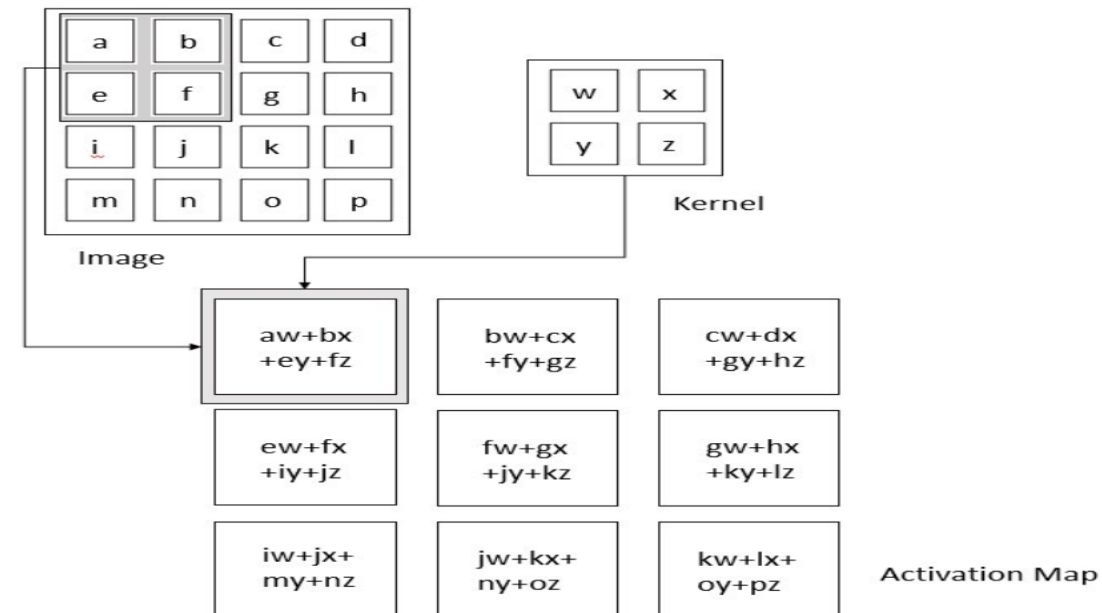 a b c d
e f g h
i j k l
m n o p
Image
w x
y z
Kernel
aw+bx
+ey+fz
bw+cx
+fy+gz
cw+dx
+gy+hz
ew+fx
+iy+jz
fw+gx
+jy+kz
gw+hx
+ky+lz
iw+jx+
my+nz
jw+kx+
ny+oz
kw+lx+
oy+pz
Activation Map